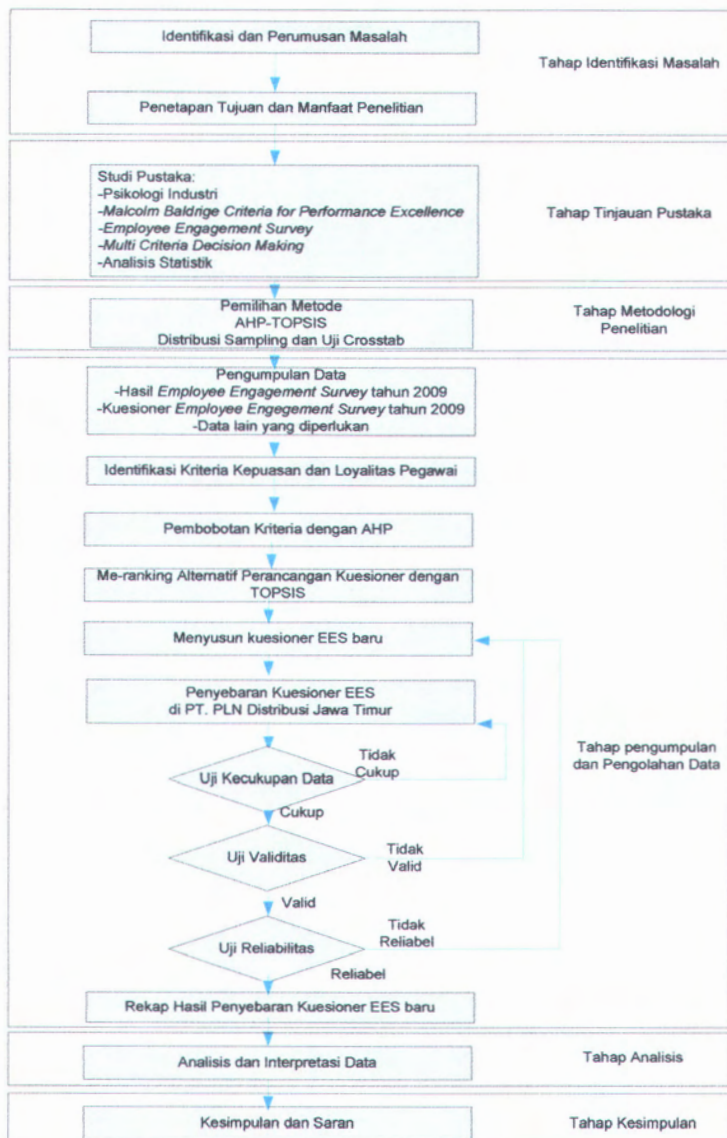 Identifikasi dan Perumusan Masalah
Tahap Identifikasi Masalah
Penetapan Tujuan dan Manfaat Penelitian
Studi Pustaka:
-Psikologi Industri
-Malcolm Baldrige Criteria for Performance Excellence
-Employee Engagement Survey
-Multi Criteria Decision Making
-Analisis Statistik
Tahap Tinjauan Pustaka
Pemilihan Metode
AHP-TOPSIS
Distribusi Sampling dan Uji Crosstab
Tahap Metodologi
Penelitian
Pengumpulan Data
-Hasil Employee Engagement Survey tahun 2009
-Kuesioner Employee Engegement Survey tahun 2009
-Data lain yang diperlukan
Identifikasi Kriteria Kepuasan dan Loyalitas Pegawai
Pembobotan Kriteria dengan AHP
Me-ranking Alternatif Perancangan Kuesioner dengan
TOPSIS
Menyusun kuesioner EES baru
Penyebaran Kuesioner EES
di PT. PLN Distribusi Jawa Timur
Tahap pengumpulan
dan Pengolahan Data
Uji Kecukupan Data
Tidak
Cukup
Cukup
Uji Validitas
Tidak
Valid
Valid
Uji Reliabilitas
Tidak
Reliabel
Reliabel
Rekap Hasil Penyebaran Kuesioner EES baru
Analisis dan Interpretasi Data
Tahap Analisis
Kesimpulan dan Saran
Tahap Kesimpulan